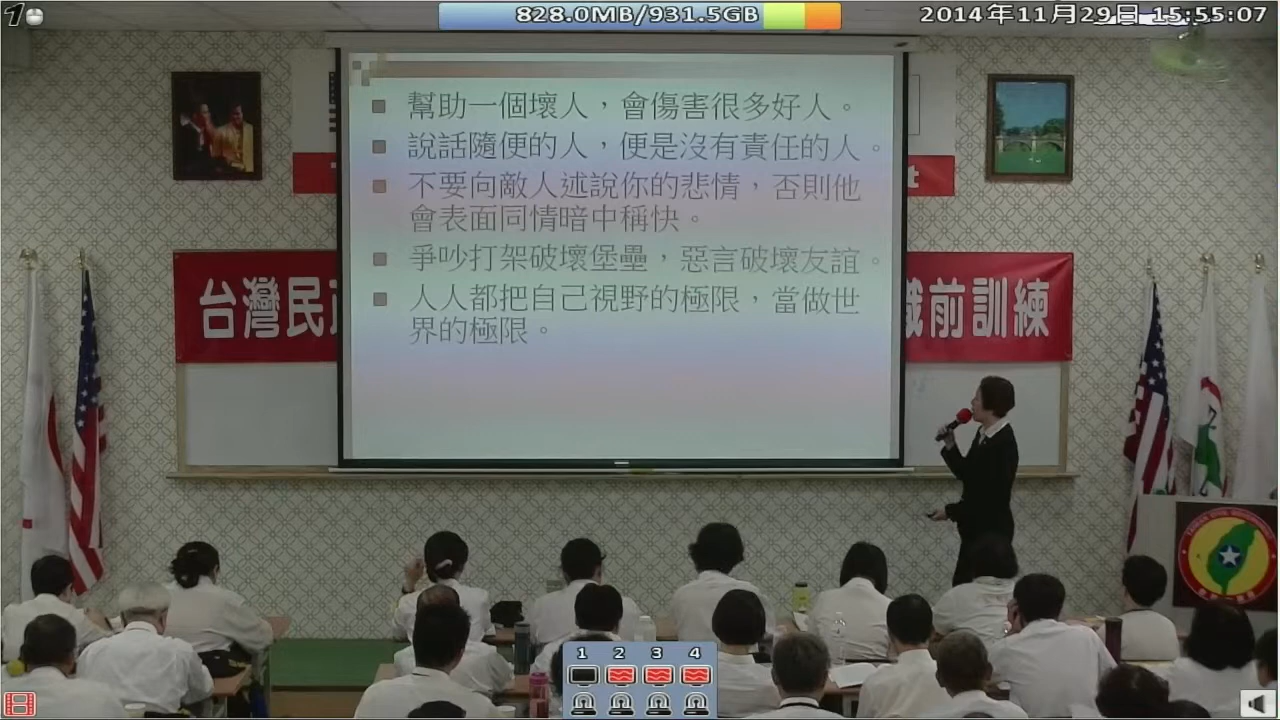 1
828.0MB/931.5GB
2014年11月29日 15:55:07
幫助一個壞人，會傷害很多好人。
說話隨便的人，便是沒有責任的人。
不要向敵人述說你的悲情，否則他
會表面同情暗中稱快。
爭吵打架破壞堡壘，惡言破壞友誼。
人人都把自己視野的極限，當做世
界的極限。
t
台灣民 前訓練
1 2 3 4